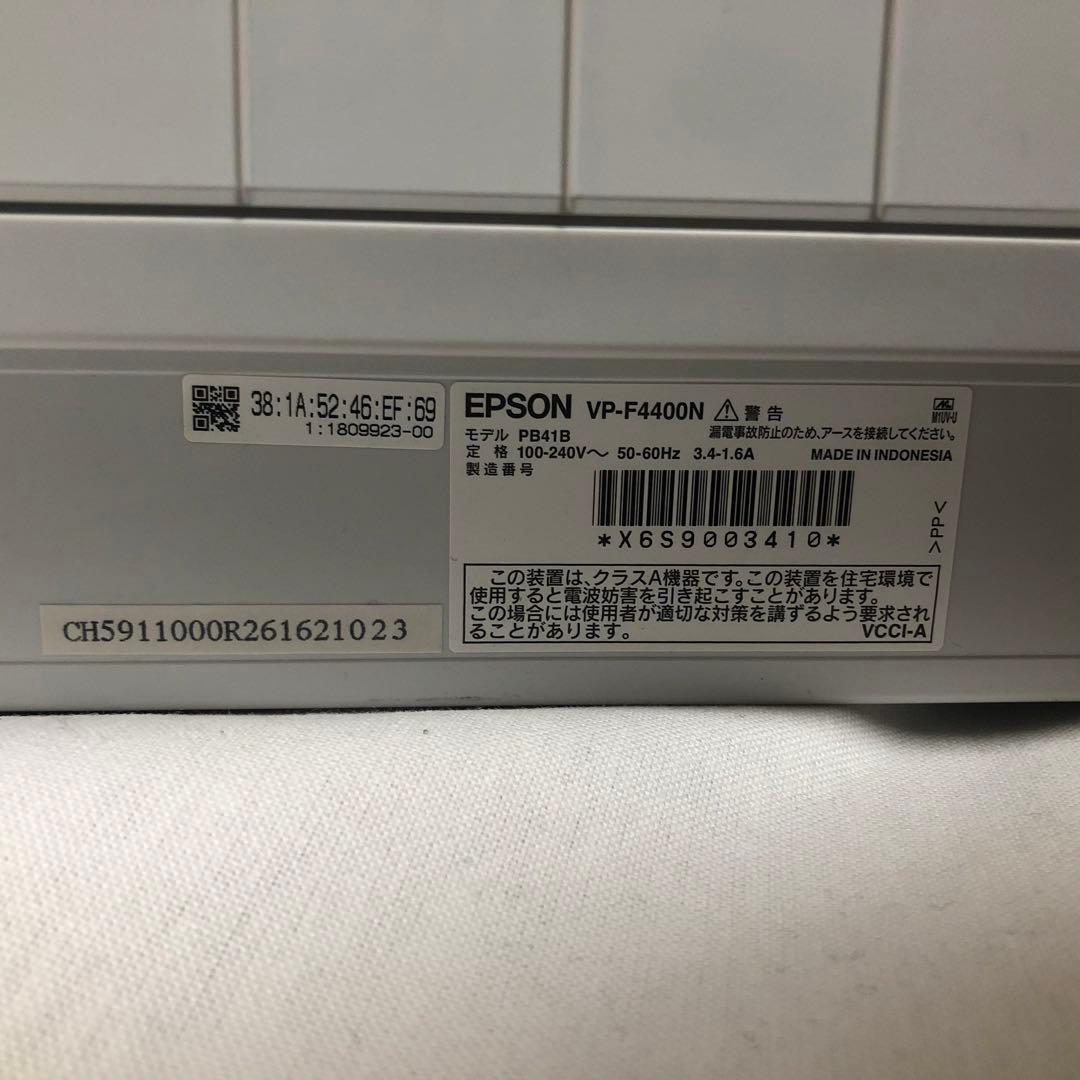 38:1A:52:46:EF:69
1:1809923-00
EPSON VP-F4400N ⚠警告
M1UV-U
漏電事故防止のため、アースを接続してください。
モデル PB41B
定格 100-240V～ 50-60Hz 3.4-1.6A MADE IN INDONESIA
製造番号
*X6S9003410*
>PP<
この装置は、クラスA機器です。この装置を住宅環境で
使用すると電波妨害を引き起こすことがあります。
この場合には使用者が適切な対策を講ずるよう要求され
ることがあります。 VCCI-A
CH5911000R261621023